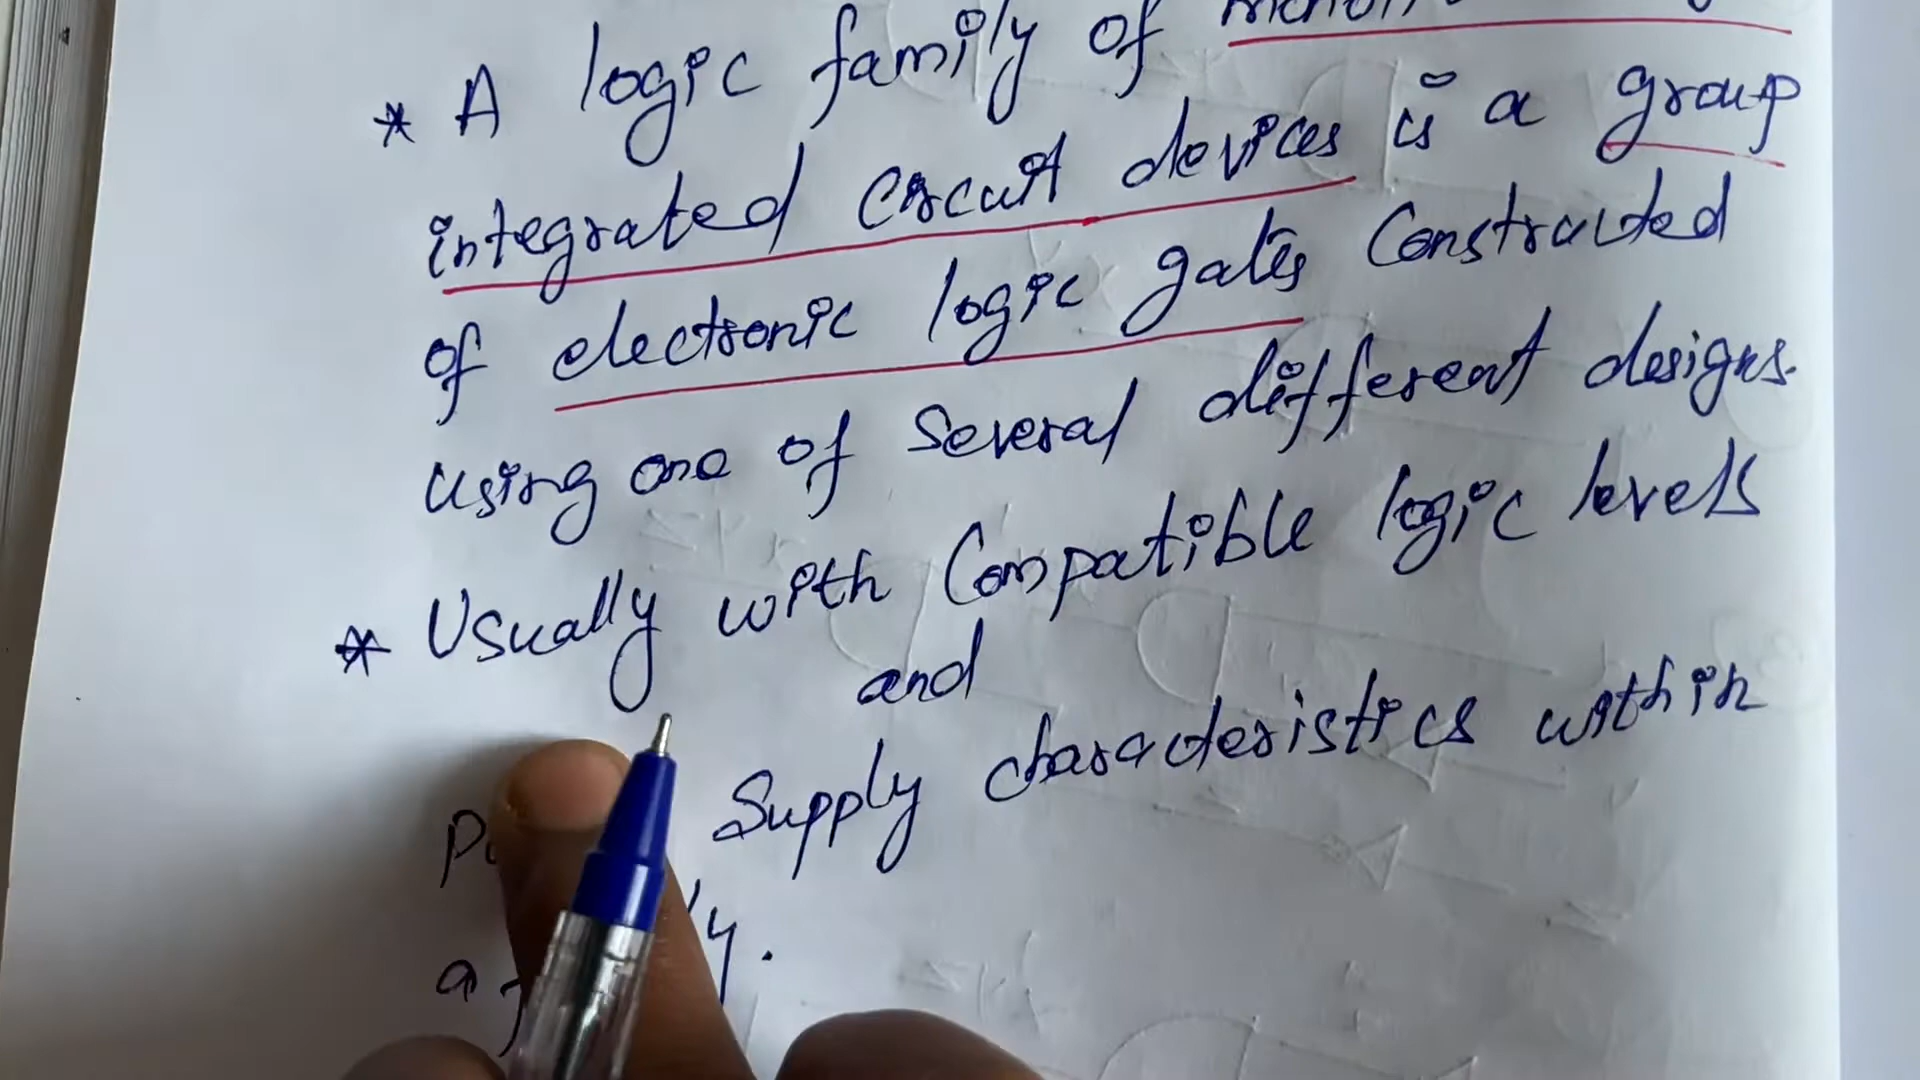 * A logic family of
integrated Circuit devices is a group
of electronic logic gates Constructed
using one of Several different designs.
* Usually with Compatible logic levels
and
Supply characteristics within
a